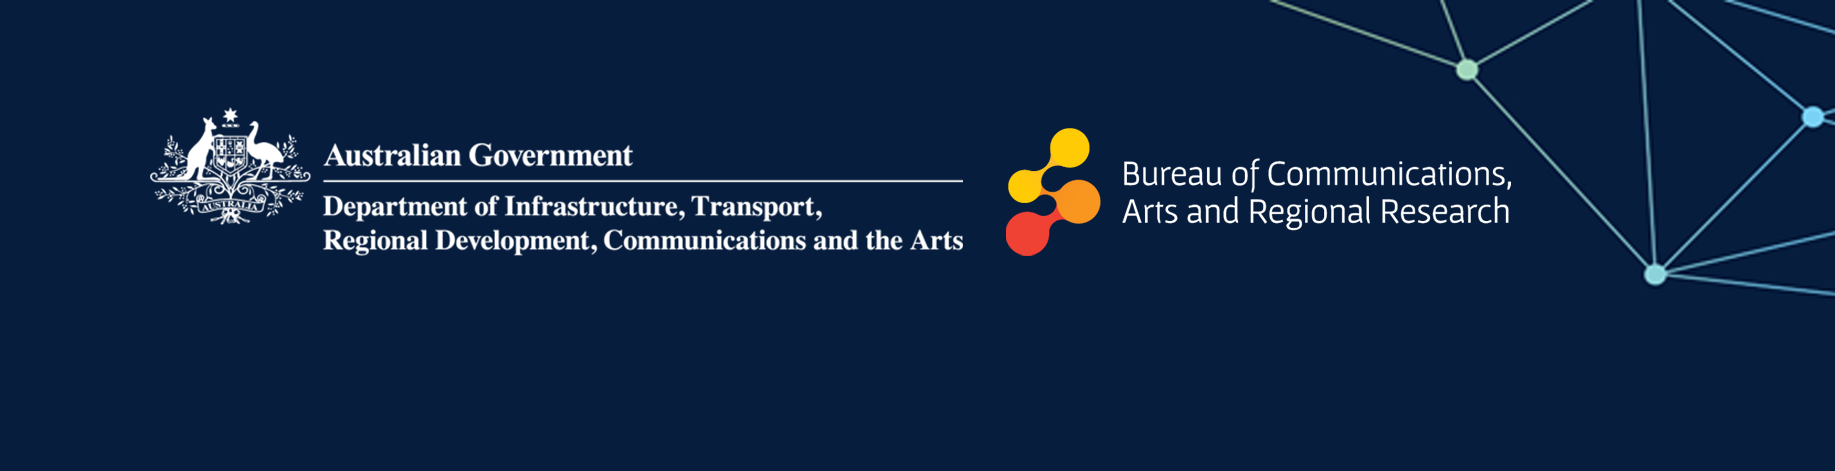 Australian Government
Department of Infrastructure, Transport,
Regional Development, Communications and the Arts
AUSTRALIA
Bureau of Communications,
Arts and Regional Research